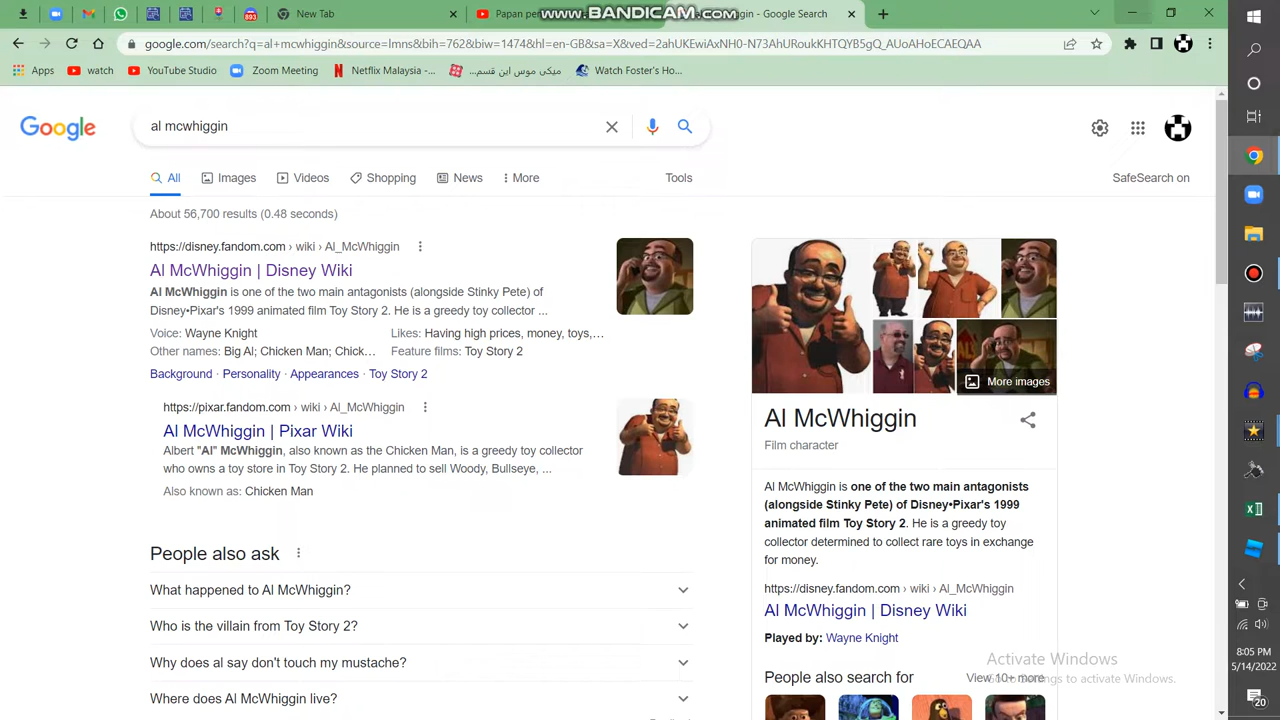 893
New Tab
Papan pe
www.BANDICAM.com
ggin - Google Search
google.com/search?q=al+mcwhiggin&source=lmns&bih=762&biw=1474&hl=en-GB&sa=X&ved=2ahUKEwiAxNH0-N73AhURoukKHTQYB5gQ_AUoAHoECAEQAA
Apps
watch
YouTube Studio
Zoom Meeting
Netflix Malaysia -...
میکی موس این قسم...
Watch Foster's Ho...
Google
al mcwhiggin
All
Images
Videos
Shopping
News
More
Tools
SafeSearch on
About 56,700 results (0.48 seconds)
https://disney.fandom.com › wiki › Al_McWhiggin
Al McWhiggin | Disney Wiki
Al McWhiggin is one of the two main antagonists (alongside Stinky Pete) of
Disney•Pixar's 1999 animated film Toy Story 2. He is a greedy toy collector ...
Voice: Wayne Knight
Likes: Having high prices, money, toys,...
Other names: Big Al; Chicken Man; Chick...
Feature films: Toy Story 2
Background · Personality · Appearances · Toy Story 2
https://pixar.fandom.com › wiki › Al_McWhiggin
Al McWhiggin | Pixar Wiki
Albert "Al" McWhiggin, also known as the Chicken Man, is a greedy toy collector
who owns a toy store in Toy Story 2. He planned to sell Woody, Bullseye, ...
Also known as: Chicken Man
People also ask
What happened to Al McWhiggin?
Who is the villain from Toy Story 2?
Why does al say don't touch my mustache?
Where does Al McWhiggin live?
More images
Al McWhiggin
Film character
Al McWhiggin is one of the two main antagonists
(alongside Stinky Pete) of Disney•Pixar's 1999
animated film Toy Story 2. He is a greedy toy
collector determined to collect rare toys in exchange
for money.
https://disney.fandom.com › wiki › Al_McWhiggin
Al McWhiggin | Disney Wiki
Played by: Wayne Knight
People also search for
View 10+ more
Activate Windows
Go to Settings to activate Windows.
8:05 PM
5/14/2022
20